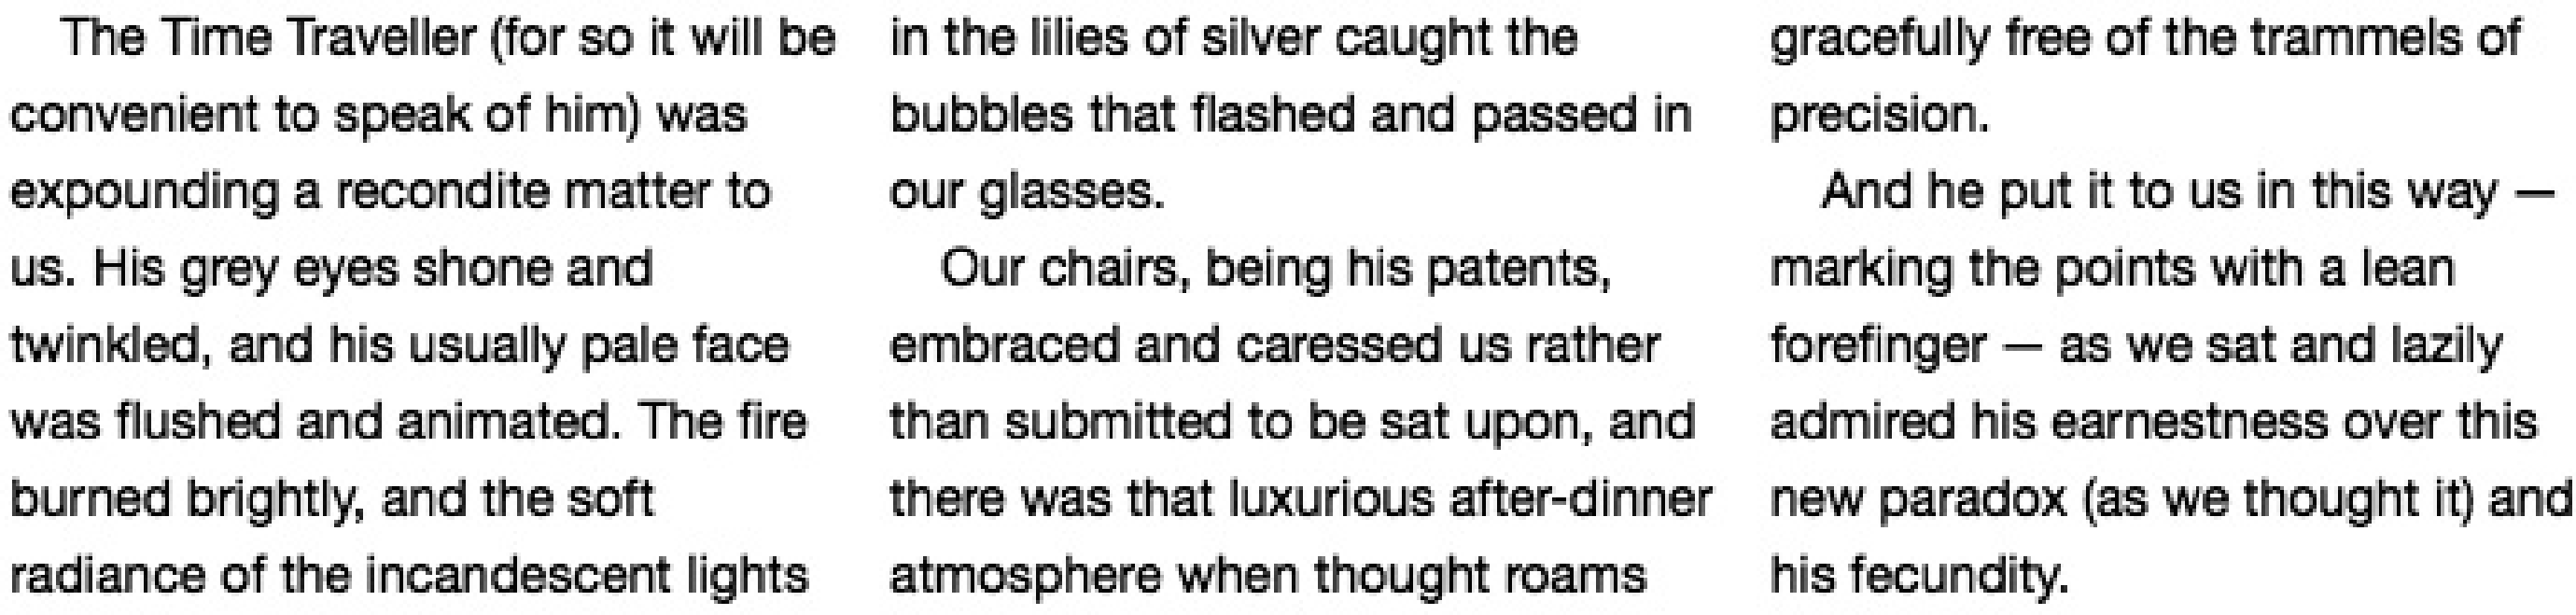 The Time Traveller (for so it will be
convenient to speak of him) was
expounding a recondite matter to
us. His grey eyes shone and
twinkled, and his usually pale face
was flushed and animated. The fire
burned brightly, and the soft
radiance of the incandescent lights
in the lilies of silver caught the
bubbles that flashed and passed in
our glasses.
Our chairs, being his patents,
embraced and caressed us rather
than submitted to be sat upon, and
there was that luxurious after-dinner
atmosphere when thought roams
gracefully free of the trammels of
precision.
And he put it to us in this way —
marking the points with a lean
forefinger — as we sat and lazily
admired his earnestness over this
new paradox (as we thought it) and
his fecundity.